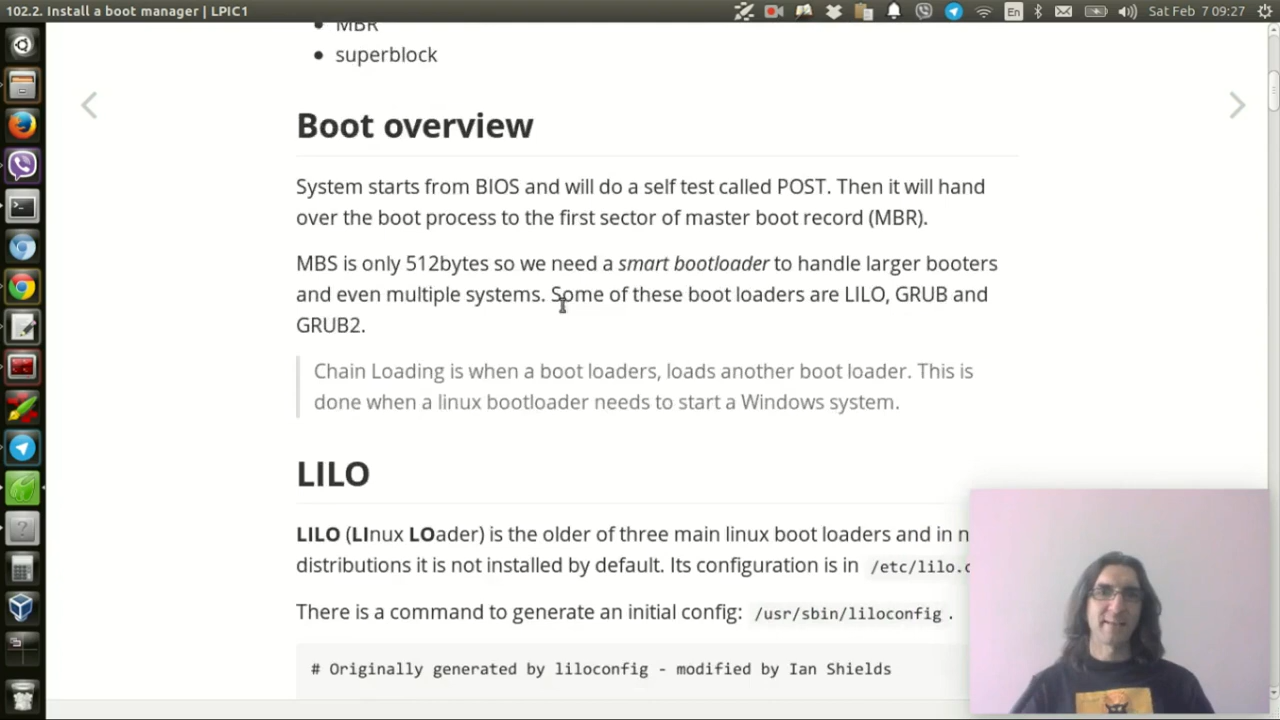 102.2. Install a boot manager | LPIC1
En
Sat Feb 7 09:27
MBR
superblock
Boot overview
System starts from BIOS and will do a self test called POST. Then it will hand
over the boot process to the first sector of master boot record (MBR).
MBS is only 512bytes so we need a smart bootloader to handle larger booters
and even multiple systems. Some of these boot loaders are LILO, GRUB and
GRUB2.
Chain Loading is when a boot loaders, loads another boot loader. This is
done when a linux bootloader needs to start a Windows system.
LILO
LILO (LInux LOader) is the older of three main linux boot loaders and in n
distributions it is not installed by default. Its configuration is in /etc/lilo.c
There is a command to generate an initial config: /usr/sbin/liloconfig .
# Originally generated by liloconfig - modified by Ian Shields